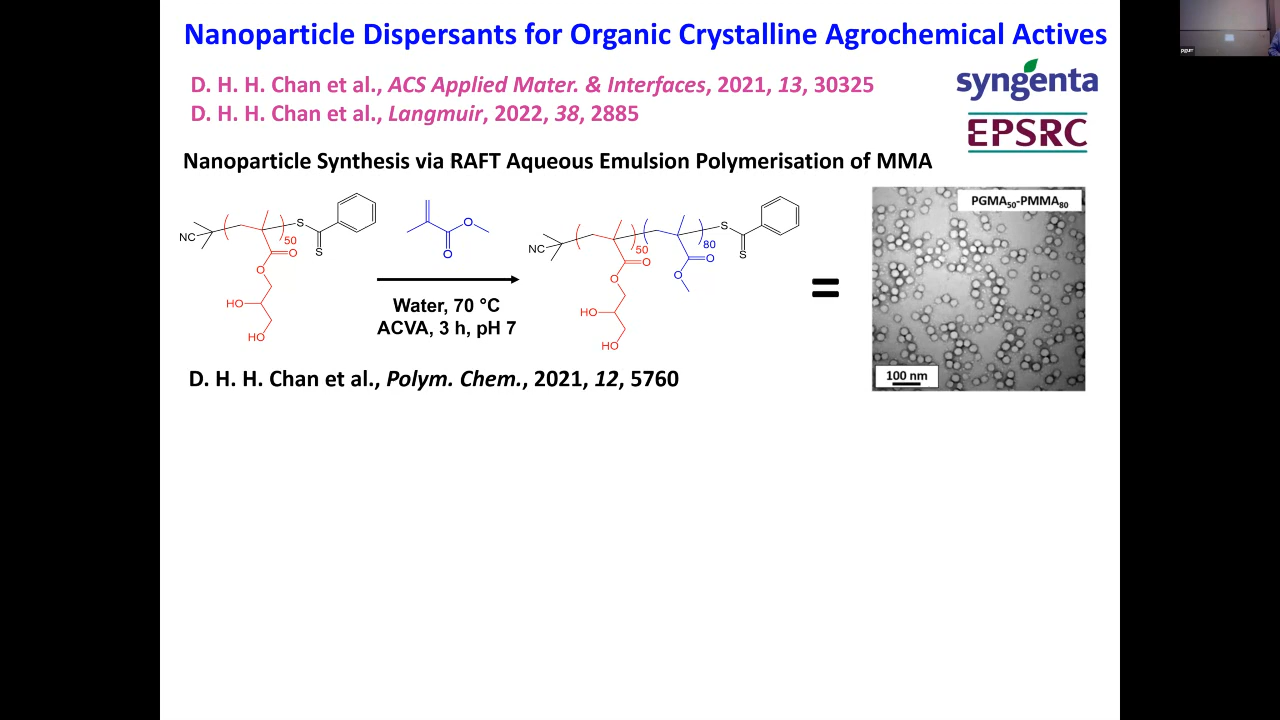 Nanoparticle Dispersants for Organic Crystalline Agrochemical Actives
D. H. H. Chan et al., ACS Applied Mater. & Interfaces, 2021, 13, 30325
D. H. H. Chan et al., Langmuir, 2022, 38, 2885
syngenta
EPSRC
Nanoparticle Synthesis via RAFT Aqueous Emulsion Polymerisation of MMA
NC
50
S
S
O
O
HO
HO
O
O
Water, 70 °C
ACVA, 3 h, pH 7
NC
50
80
S
S
O
O
O
O
HO
HO
=
PGMA50-PMMA80
100 nm
D. H. H. Chan et al., Polym. Chem., 2021, 12, 5760